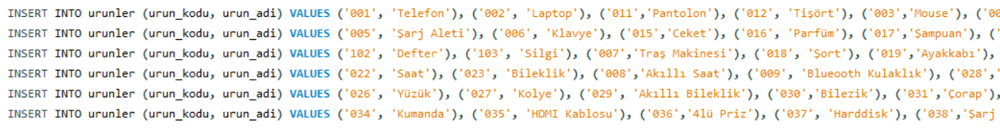 INSERT INTO urunler (urun_kodu, urun_adi) VALUES ('001', 'Telefon'), ('002', 'Laptop'), ('011','Pantolon'), ('012', 'Tişört'), ('003','Mouse'), ('00
INSERT INTO urunler (urun_kodu, urun_adi) VALUES ('005', 'Şarj Aleti'), ('006', 'Klavye'), ('015','Ceket'), ('016', 'Parfüm'), ('017','Şampuan'), ('
INSERT INTO urunler (urun_kodu, urun_adi) VALUES ('102', 'Defter'), ('103', 'Silgi'), ('007','Traş Makinesi'), ('018', 'Şort'), ('019','Ayakkabı'),
INSERT INTO urunler (urun_kodu, urun_adi) VALUES ('022', 'Saat'), ('023', 'Bileklik'), ('008','Akıllı Saat'), ('009', 'Blueooth Kulaklık'), ('028','
INSERT INTO urunler (urun_kodu, urun_adi) VALUES ('026', 'Yüzük'), ('027', 'Kolye'), ('029', 'Akıllı Bileklik'), ('030','Bilezik'), ('031','Çorap),
INSERT INTO urunler (urun_kodu, urun_adi) VALUES ('034', 'Kumanda'), ('035', 'HDMI Kablosu'), ('036','4lü Priz'), ('037', 'Harddisk'), ('038','Şarj